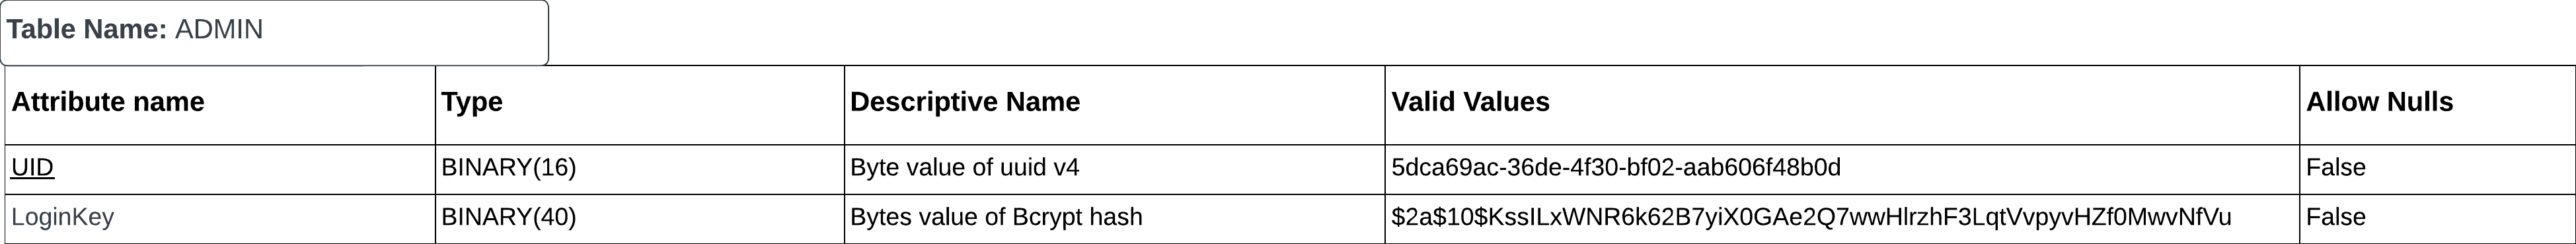 Table Name: ADMIN
Attribute name Type Descriptive Name Valid Values Allow Nulls
UID BINARY(16) Byte value of uuid v4 5dca69ac-36de-4f30-bf02-aab606f48b0d False
LoginKey BINARY(40) Bytes value of Bcrypt hash $2a$10$KssILxWNR6k62B7yiX0GAe2Q7wwHlrzhF3LqtVvpyvHZf0MwvNfVu False